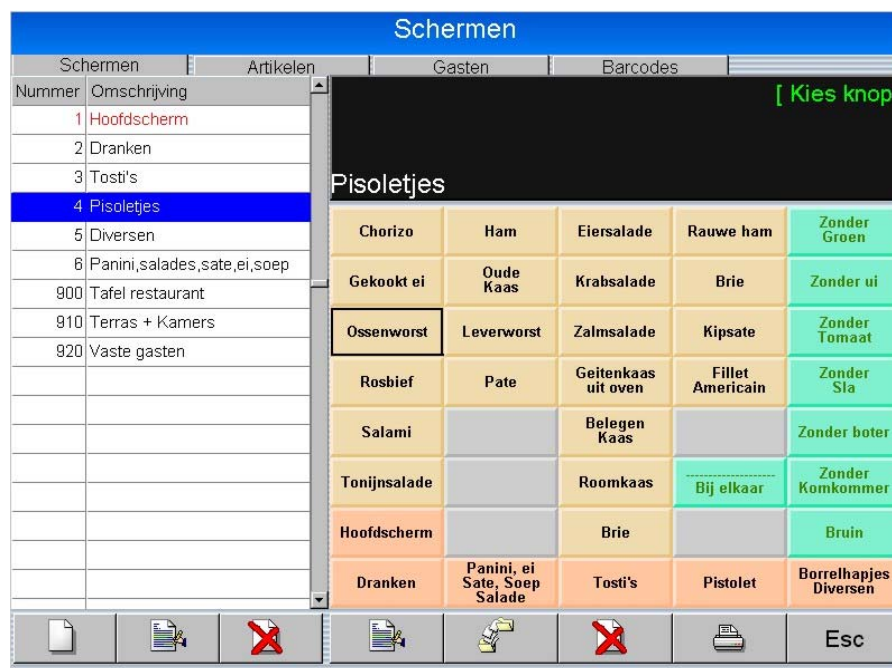 Schermen
Schermen Artikelen Gasten Barcodes
Nummer Omschrijving
1 Hoofdscherm
2 Dranken
3 Tosti's
4 Pisoletjes
5 Diversen
6 Panini,salades,sate,ei,soep
900 Tafel restaurant
910 Terras + Kamers
920 Vaste gasten
[ Kies knop
Pisoletjes
Chorizo
Ham
Eiersalade
Rauwe ham
Zonder
Groen
Gekookt ei
Oude
Kaas
Krabsalade
Brie
Zonder ui
Ossenworst
Leverworst
Zalmsalade
Kipsate
Zonder
Tomaat
Rosbief
Pate
Geitenkaas
uit oven
Fillet
Americain
Zonder
Sla
Salami
Belegen
Kaas
Zonder boter
Tonijnsalade
Roomkaas
--------------------
Bij elkaar
Zonder
Komkommer
Hoofdscherm
Brie
Bruin
Dranken
Panini, ei
Sate, Soep
Salade
Tosti's
Pistolet
Borrelhapjes
Diversen
Esc